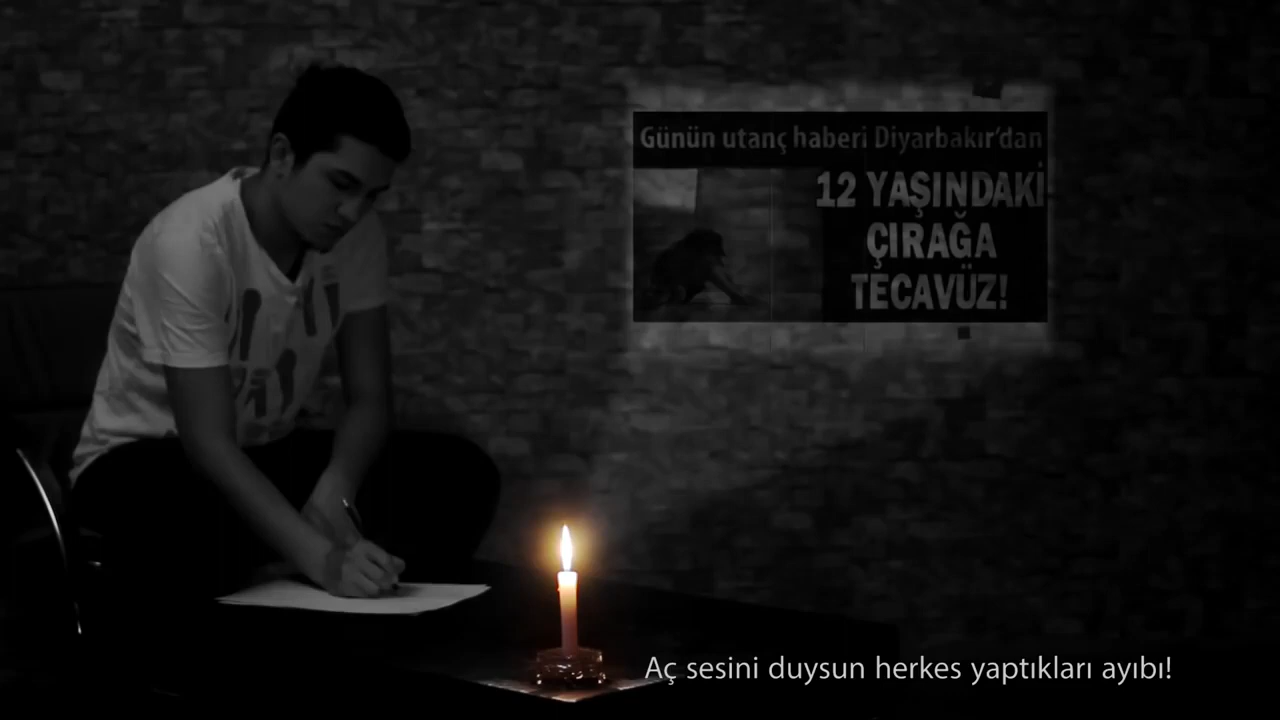 Günün utanç haberi Diyarbakır'dan
12 YAŞINDAKİ
ÇIRAĞA
TECAVÜZ!
Aç sesini duysun herkes yaptıkları ayıbı!